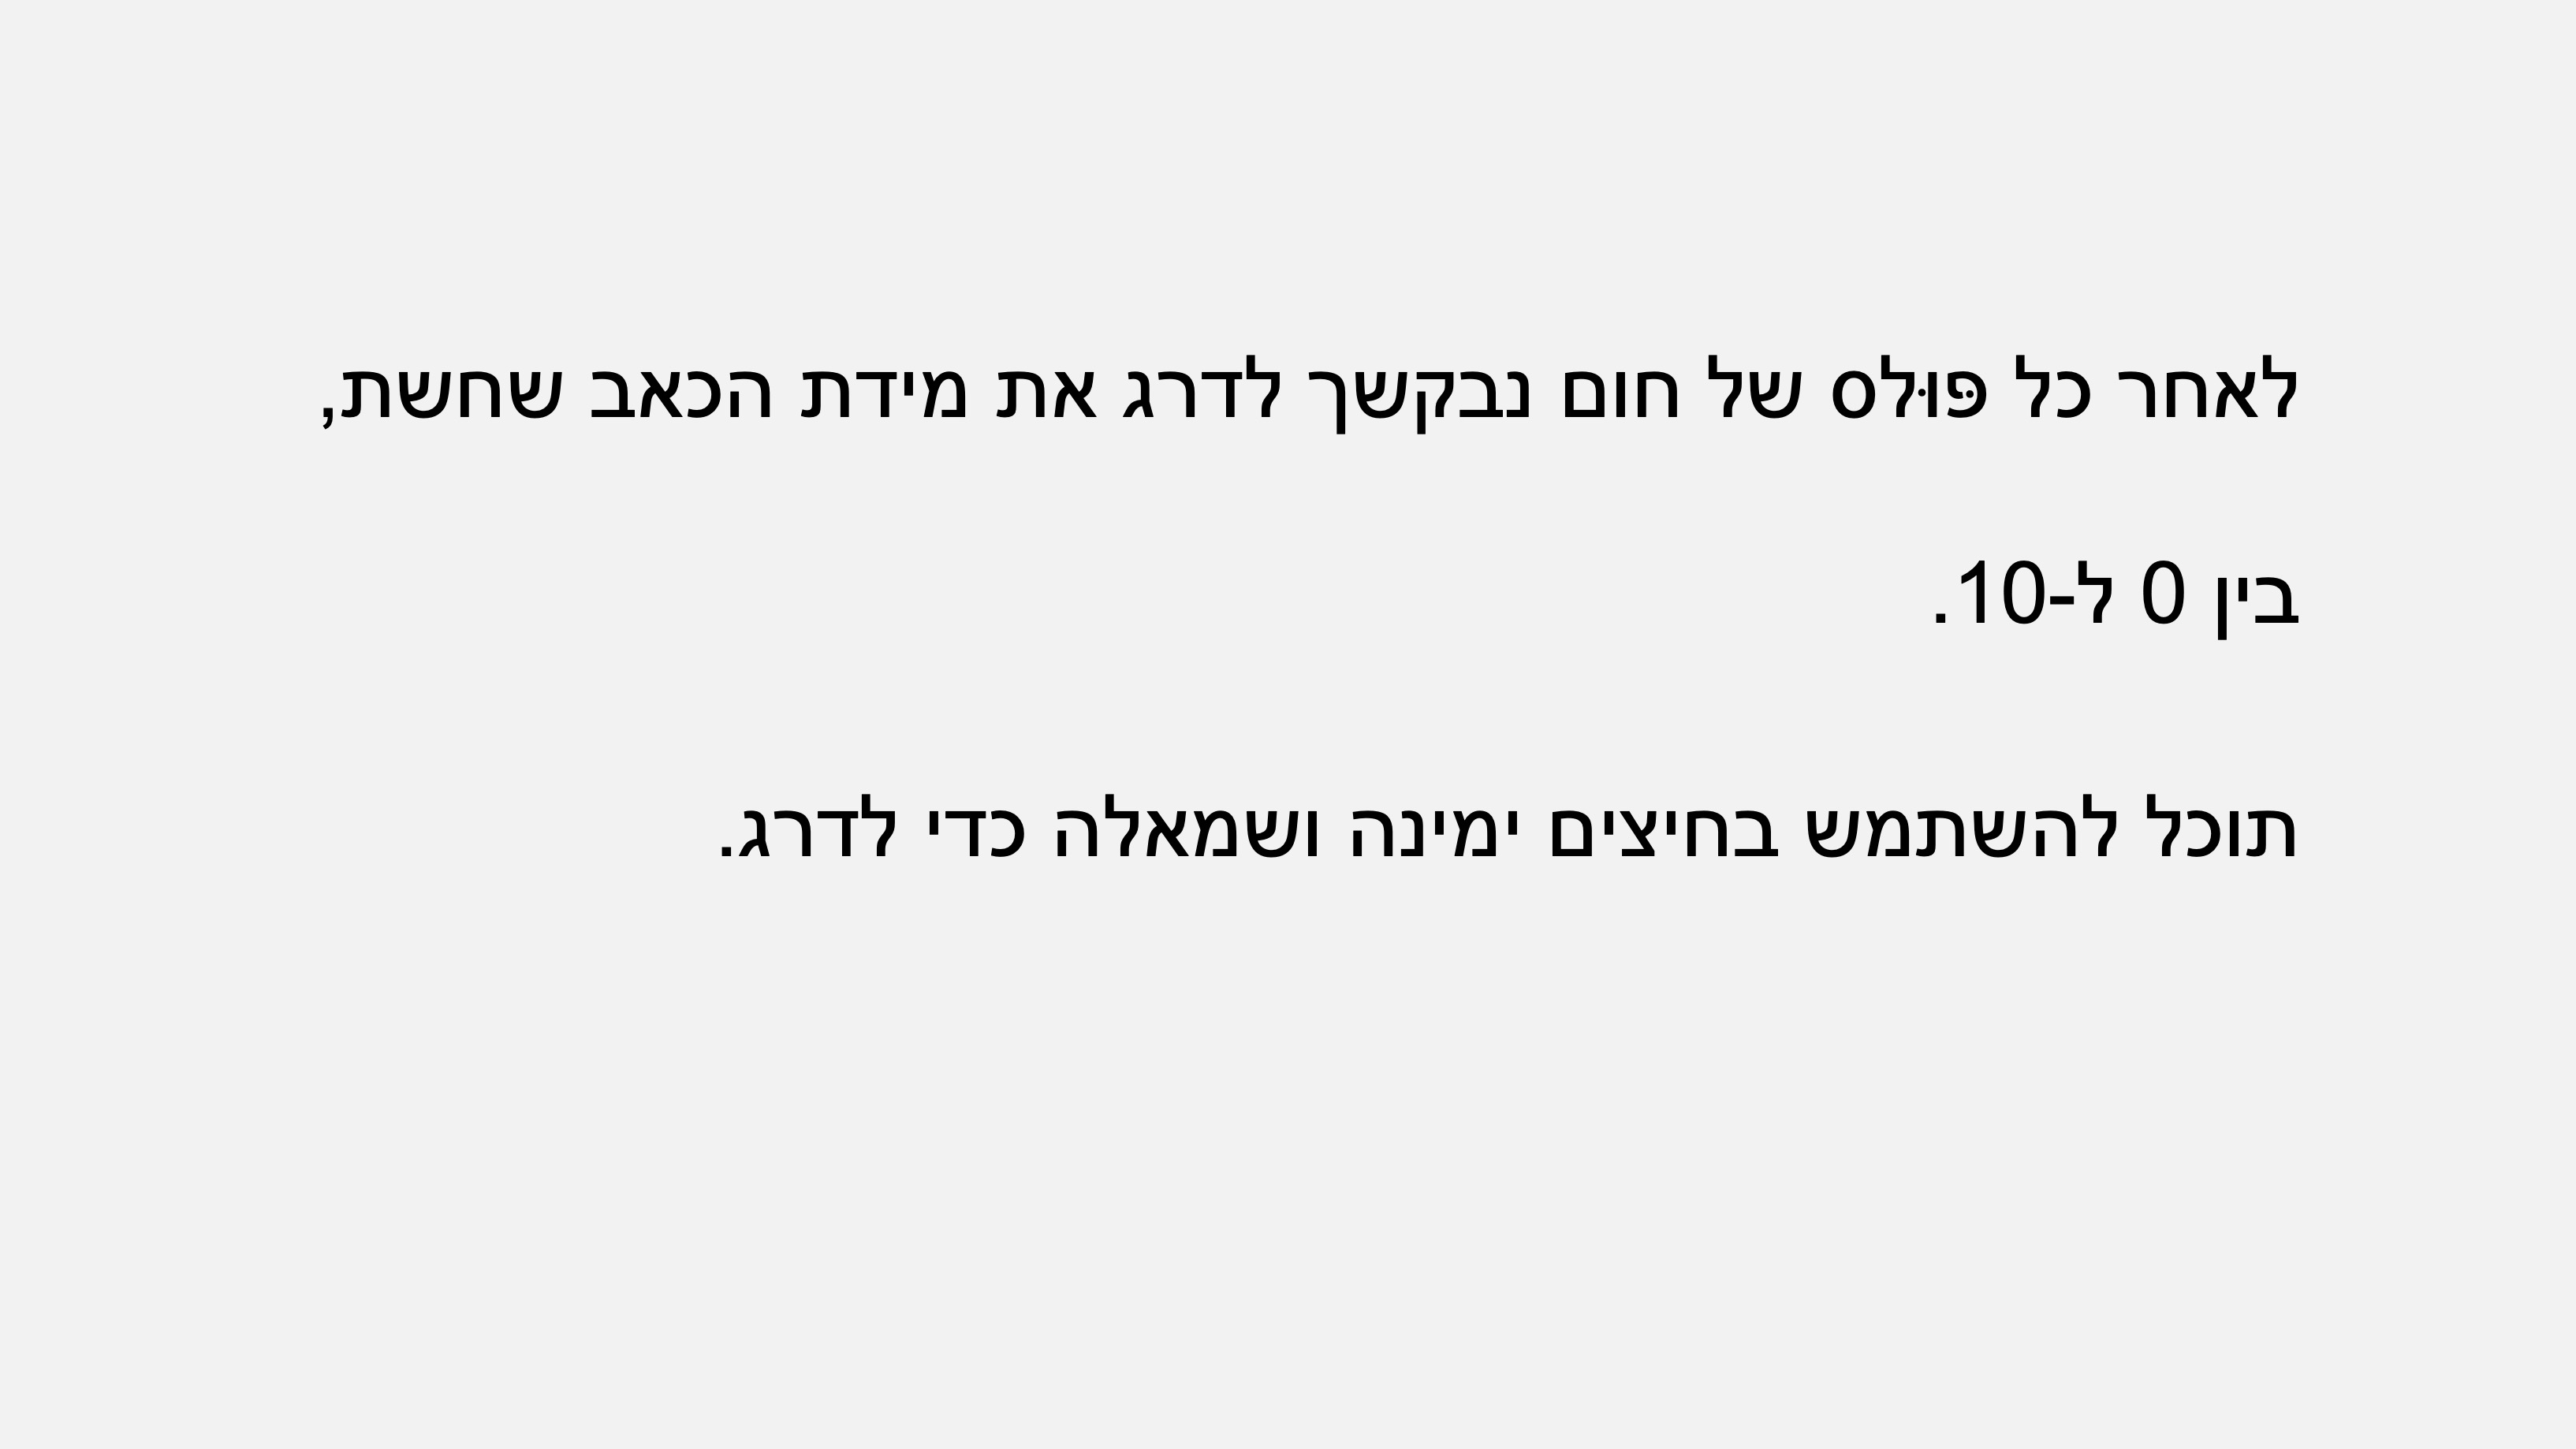 לאחר כל פּוּלס של חום נבקשך לדרג את מידת הכאב שחשת,
בין 0 ל-10.
תוכל להשתמש בחיצים ימינה ושמאלה כדי לדרג.